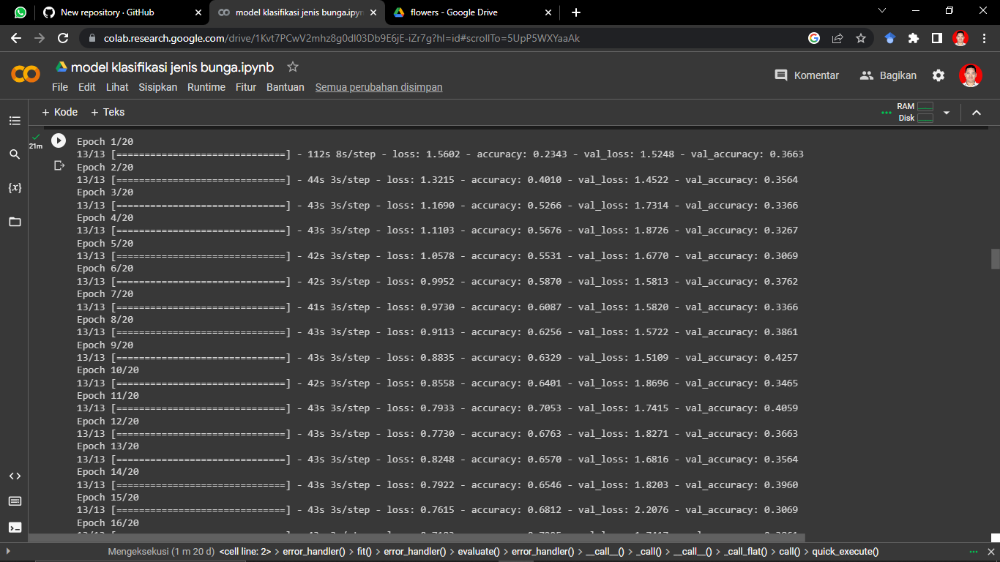 New repository · GitHub
model klasifikasi jenis bunga.ipyn
flowers - Google Drive
colab.research.google.com/drive/1Kvt7PCwV2mhz8g0dI03Db9E6jE-iZr7g?hl=id#scrollTo=5UpP5WXYaaAk
model klasifikasi jenis bunga.ipynb
Komentar
Bagikan
File Edit Lihat Sisipkan Runtime Fitur Bantuan Semua perubahan disimpan
+ Kode + Teks
RAM
Disk
21m
Epoch 1/20
13/13 [==============================] - 112s 8s/step - loss: 1.5602 - accuracy: 0.2343 - val_loss: 1.5248 - val_accuracy: 0.3663
Epoch 2/20
13/13 [==============================] - 44s 3s/step - loss: 1.3215 - accuracy: 0.4010 - val_loss: 1.4522 - val_accuracy: 0.3564
Epoch 3/20
13/13 [==============================] - 43s 3s/step - loss: 1.1690 - accuracy: 0.5266 - val_loss: 1.7314 - val_accuracy: 0.3366
Epoch 4/20
13/13 [==============================] - 43s 3s/step - loss: 1.1103 - accuracy: 0.5676 - val_loss: 1.8726 - val_accuracy: 0.3267
Epoch 5/20
13/13 [==============================] - 42s 3s/step - loss: 1.0578 - accuracy: 0.5531 - val_loss: 1.6770 - val_accuracy: 0.3069
Epoch 6/20
13/13 [==============================] - 42s 3s/step - loss: 0.9952 - accuracy: 0.5870 - val_loss: 1.5813 - val_accuracy: 0.3762
Epoch 7/20
13/13 [==============================] - 41s 3s/step - loss: 0.9730 - accuracy: 0.6087 - val_loss: 1.5820 - val_accuracy: 0.3366
Epoch 8/20
13/13 [==============================] - 43s 3s/step - loss: 0.9113 - accuracy: 0.6256 - val_loss: 1.5722 - val_accuracy: 0.3861
Epoch 9/20
13/13 [==============================] - 43s 3s/step - loss: 0.8835 - accuracy: 0.6329 - val_loss: 1.5109 - val_accuracy: 0.4257
Epoch 10/20
13/13 [==============================] - 42s 3s/step - loss: 0.8558 - accuracy: 0.6401 - val_loss: 1.8696 - val_accuracy: 0.3465
Epoch 11/20
13/13 [==============================] - 43s 3s/step - loss: 0.7933 - accuracy: 0.7053 - val_loss: 1.7415 - val_accuracy: 0.4059
Epoch 12/20
13/13 [==============================] - 43s 3s/step - loss: 0.7730 - accuracy: 0.6763 - val_loss: 1.8271 - val_accuracy: 0.3663
Epoch 13/20
13/13 [==============================] - 43s 3s/step - loss: 0.8248 - accuracy: 0.6570 - val_loss: 1.6816 - val_accuracy: 0.3564
Epoch 14/20
13/13 [==============================] - 43s 3s/step - loss: 0.7922 - accuracy: 0.6546 - val_loss: 1.8203 - val_accuracy: 0.3960
Epoch 15/20
13/13 [==============================] - 43s 3s/step - loss: 0.7615 - accuracy: 0.6812 - val_loss: 2.2076 - val_accuracy: 0.3069
Epoch 16/20
Mengeksekusi (1 m 20 d) <cell line: 2> > error_handler() > fit() > error_handler() > evaluate() > error_handler() > __call__() > _call() > __call__() > _call_flat() > call() > quick_execute()